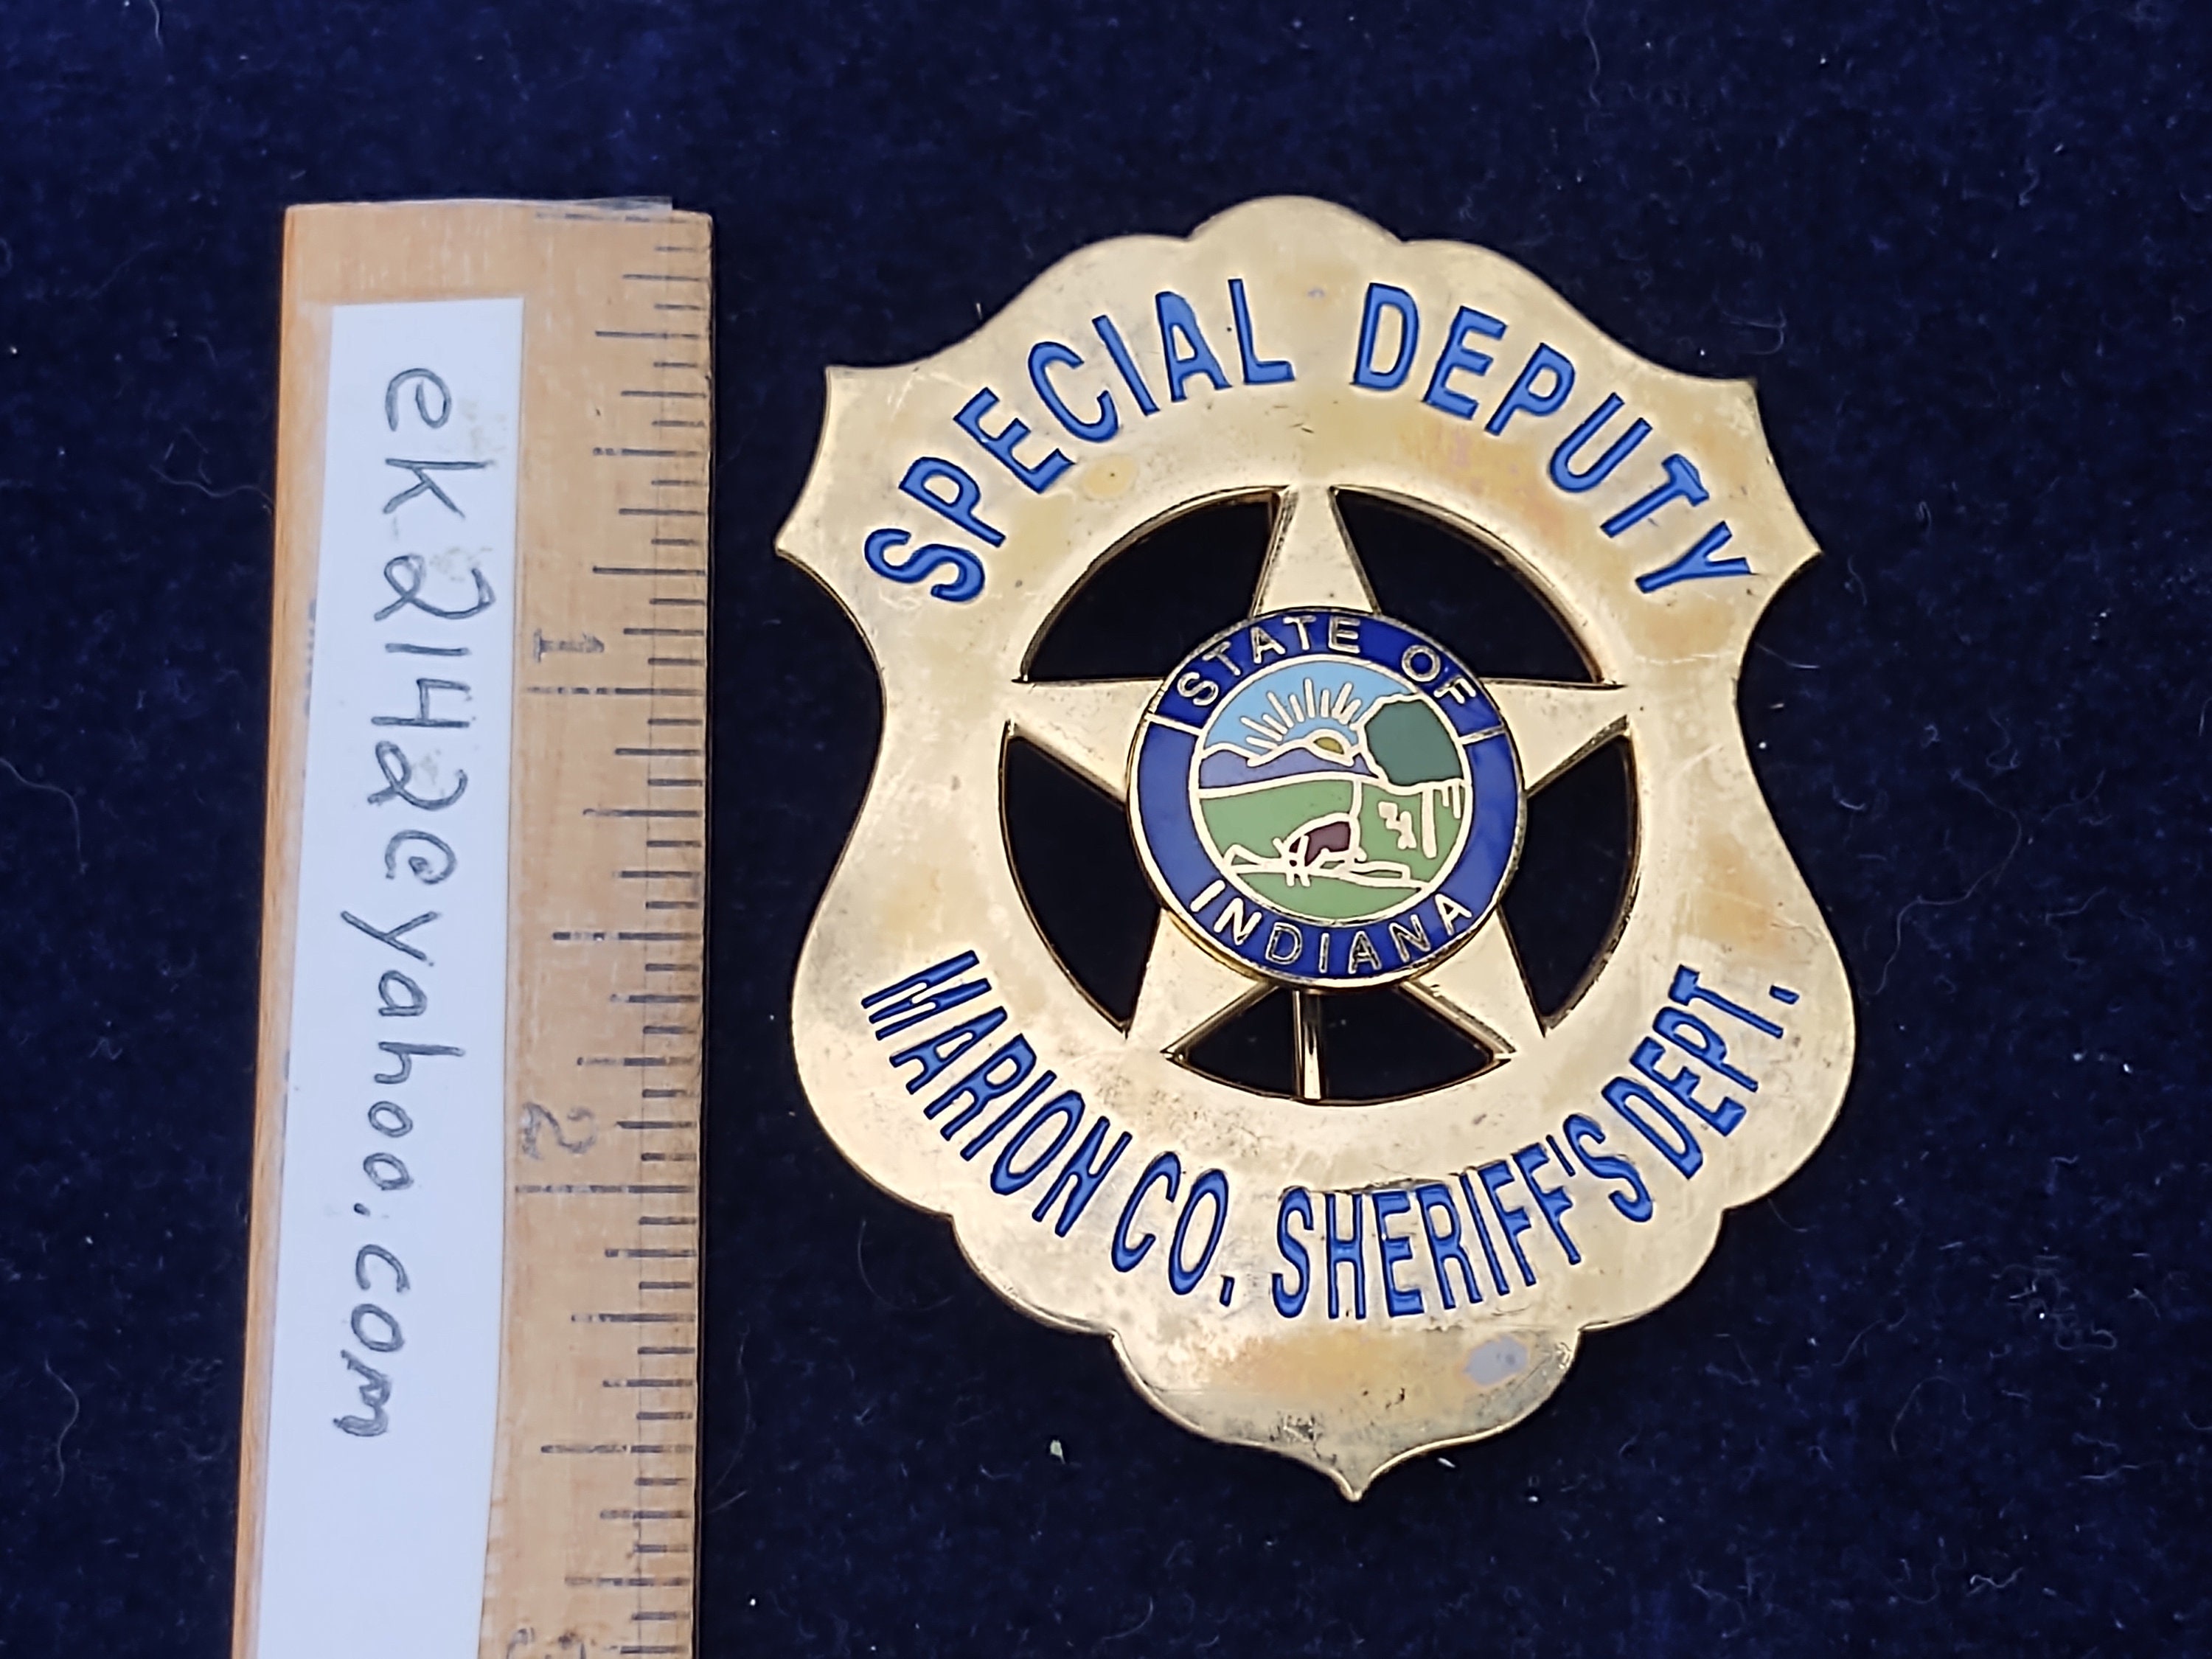 ek2142@yahoo.com
1
2
SPECIAL DEPUTY
STATE OF
INDIANA
MARION CO. SHERIFF'S DEPT.